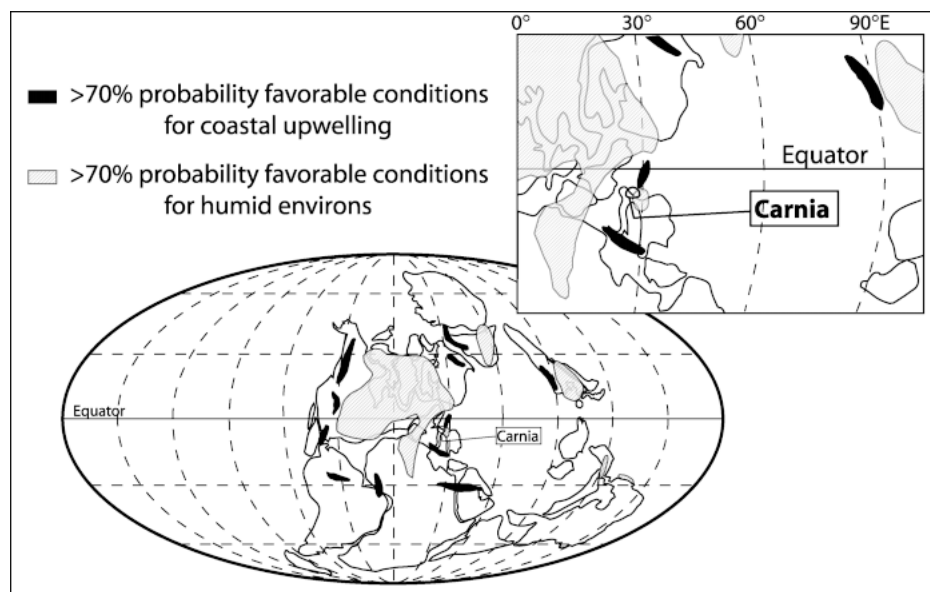 0° 30° 60° 90°E
>70% probability favorable conditions
for coastal upwelling
>70% probability favorable conditions
for humid environs
Equator
Carnia
Equator
Carnia